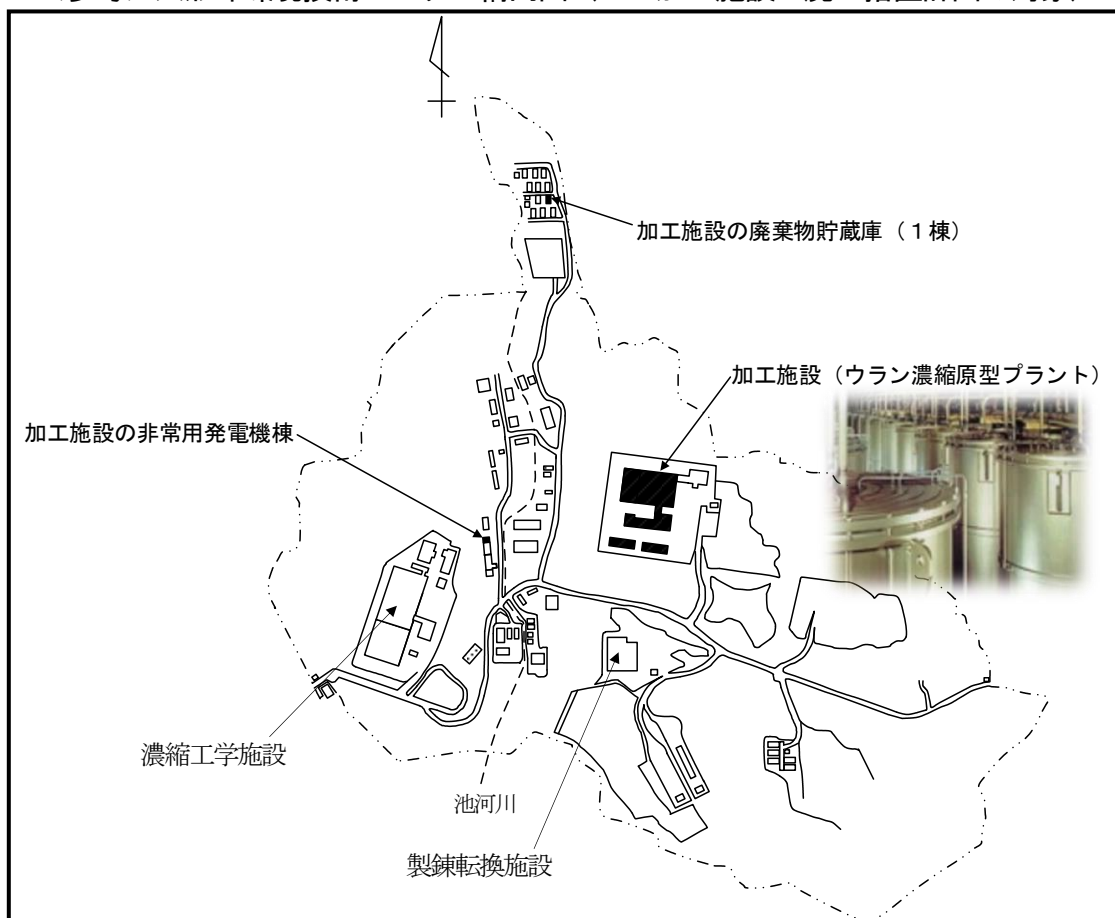 加工施設の廃棄物貯蔵庫(1棟)
加工施設(ウラン濃縮原型プラント)
加工施設の非常用発電機棟
濃縮工学施設
池河川
製錬転換施設